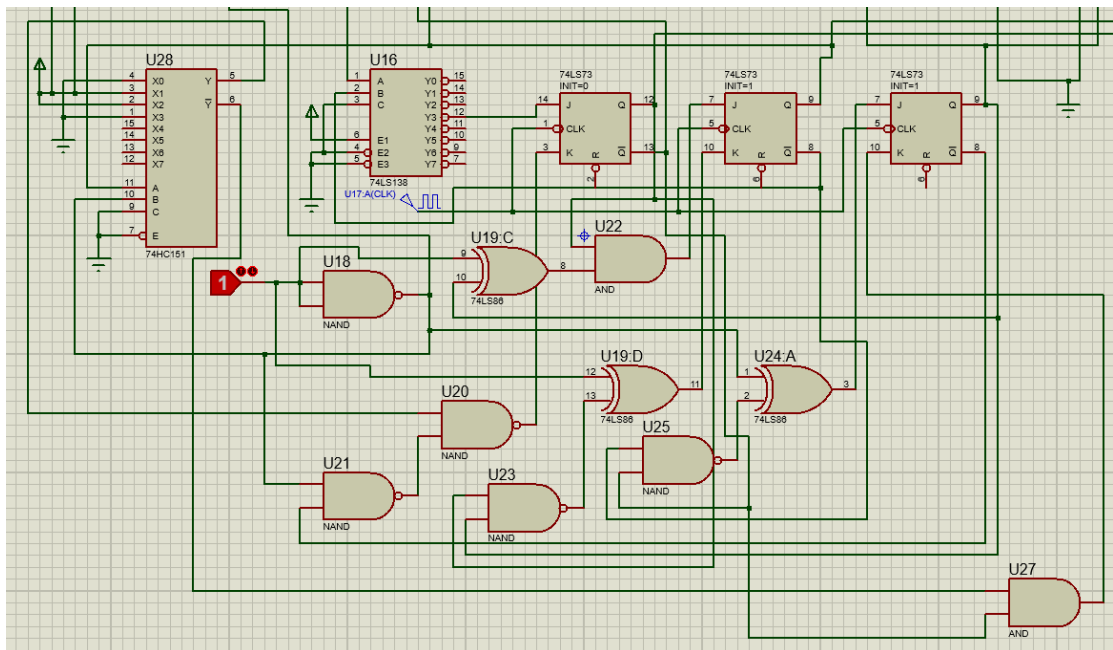 U28
4 X0 Y 5
3 X1
2 X2 Y 6
1 X3
15 X4
14 X5
13 X6
12 X7
11 A
10 B
9 C
7 E
74HC151
U16
1 A Y0 15
2 B Y1 14
3 C Y2 13
Y3 12
Y4 11
6 E1 Y5 10
4 E2 Y6 9
5 E3 Y7 7
74LS138
U17:A(CLK)
74LS73
INIT=0
14 J Q 12
1 CLK
3 K Q 13
R
2
74LS73
INIT=1
7 J Q 9
5 CLK
10 K Q 8
R
6
74LS73
INIT=1
7 J Q 9
5 CLK
10 K Q 8
R
6
1
U18
NAND
U19:C
9
10
8
74LS86
U22
AND
U19:D
12
13
11
74LS86
U24:A
1
2
3
74LS86
U20
NAND
U21
NAND
U23
NAND
U25
NAND
U27
AND